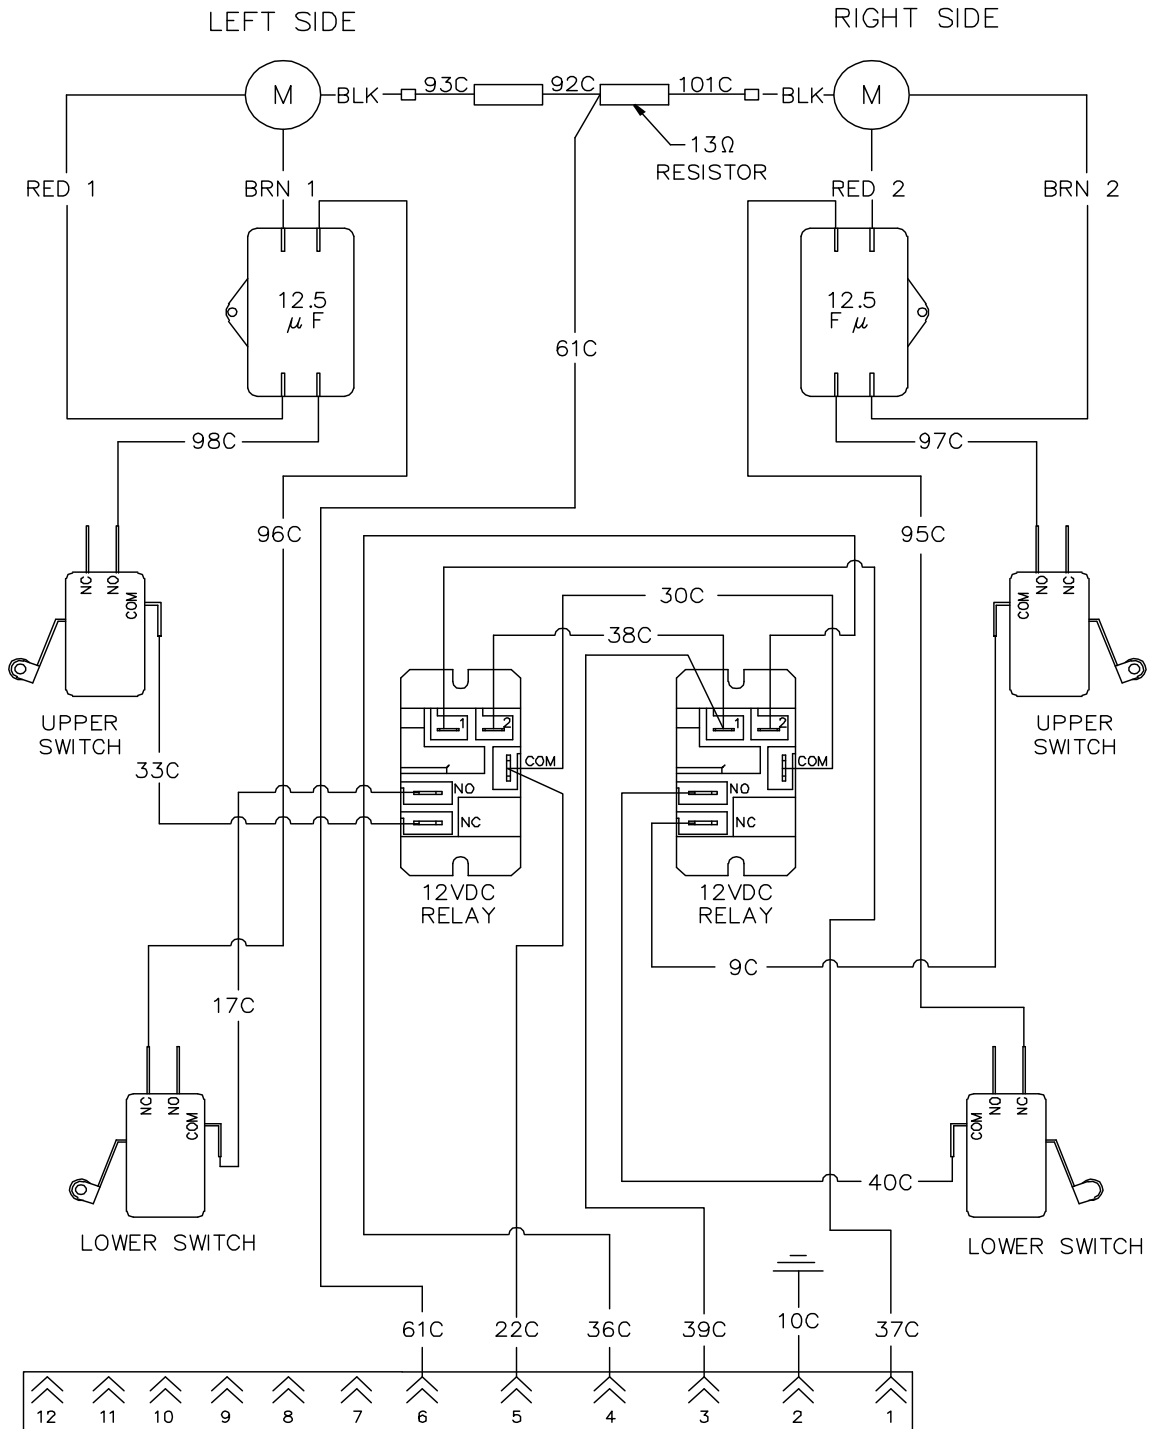 LEFT SIDE
RIGHT SIDE
M
BLK
93C
92C
101C
BLK
M
13Ω
RESISTOR
RED 1
BRN 1
RED 2
BRN 2
12.5
μ F
12.5
F μ
61C
98C
97C
96C
95C
NC
NO
COM
30C
38C
COM
NO
NC
UPPER
SWITCH
UPPER
SWITCH
1
2
COM
NO
NC
1
2
COM
NO
NC
33C
12VDC
RELAY
12VDC
RELAY
9C
17C
NC
NO
COM
COM
NO
NC
40C
LOWER SWITCH
LOWER SWITCH
61C
22C
36C
39C
10C
37C
12
11
10
9
8
7
6
5
4
3
2
1